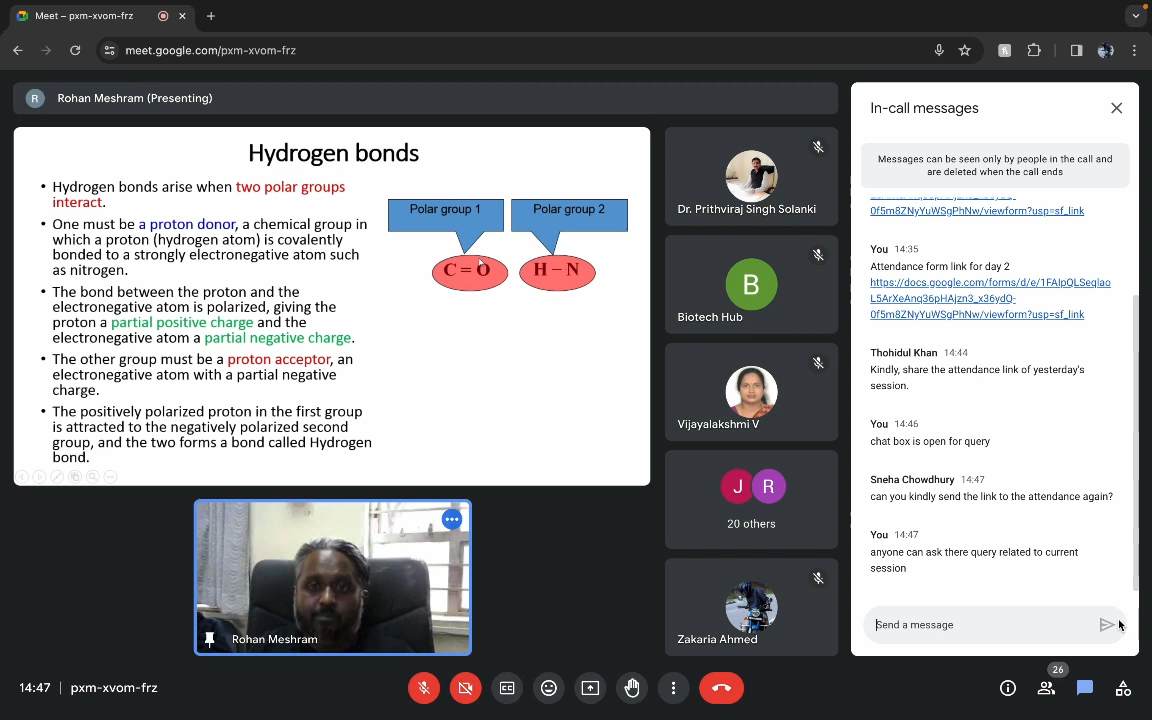 Meet – pxm-xvom-frz
meet.google.com/pxm-xvom-frz
R
Rohan Meshram (Presenting)
Hydrogen bonds
• Hydrogen bonds arise when two polar groups
interact.
• One must be a proton donor, a chemical group in
which a proton (hydrogen atom) is covalently
bonded to a strongly electronegative atom such
as nitrogen.
• The bond between the proton and the
electronegative atom is polarized, giving the
proton a partial positive charge and the
electronegative atom a partial negative charge.
• The other group must be a proton acceptor, an
electronegative atom with a partial negative
charge.
• The positively polarized proton in the first group
is attracted to the negatively polarized second
group, and the two forms a bond called Hydrogen
bond.
Polar group 1
Polar group 2
C = O
H – N
Rohan Meshram
Dr. Prithviraj Singh Solanki
B
Biotech Hub
Vijayalakshmi V
J R
20 others
Zakaria Ahmed
In-call messages
Messages can be seen only by people in the call and
are deleted when the call ends
0f5m8ZNyYuWSgPhNw/viewform?usp=sf_link
You 14:35
Attendance form link for day 2
https://docs.google.com/forms/d/e/1FAIpQLSeqlao
L5ArXeAnq36pHAjzn3_x36ydQ-
0f5m8ZNyYuWSgPhNw/viewform?usp=sf_link
Thohidul Khan 14:44
Kindly, share the attendance link of yesterday's
session.
You 14:46
chat box is open for query
Sneha Chowdhury 14:47
can you kindly send the link to the attendance again?
You 14:47
anyone can ask there query related to current
session
Send a message
14:47 | pxm-xvom-frz
26